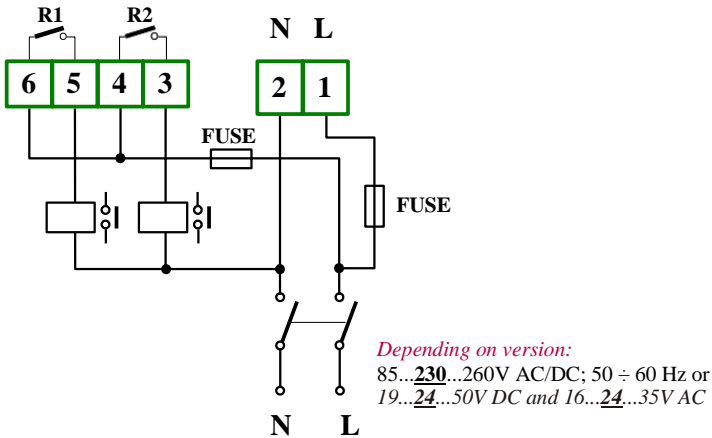 R1 R2
N L
6 5 4 3 2 1
FUSE
FUSE
Depending on version:
85...230...260V AC/DC; 50 ÷ 60 Hz or
19...24...50V DC and 16...24...35V AC
N L